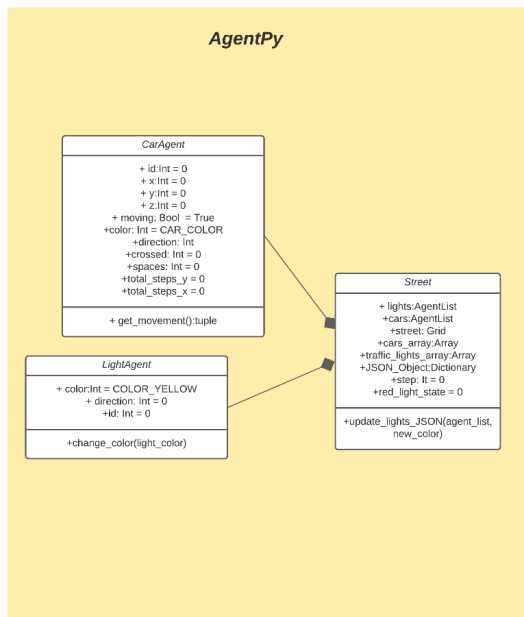 AgentPy
CarAgent
+ id:Int = 0
+ x:Int = 0
+ y:Int = 0
+ z:Int = 0
+ moving: Bool  = True
+color: Int = CAR_COLOR
+direction: Int
+crossed: Int = 0
+spaces: Int = 0
+total_steps_y = 0
+total_steps_x = 0
+ get_movement():tuple
LightAgent
+ color:Int = COLOR_YELLOW
+ direction: Int = 0
+id: Int = 0
+change_color(light_color)
Street
+ lights:AgentList
+cars:AgentList
+street: Grid
+cars_array:Array
+traffic_lights_array:Array
+JSON_Object:Dictionary
+step: It = 0
+red_light_state = 0
+update_lights_JSON(agent_list,
new_color)